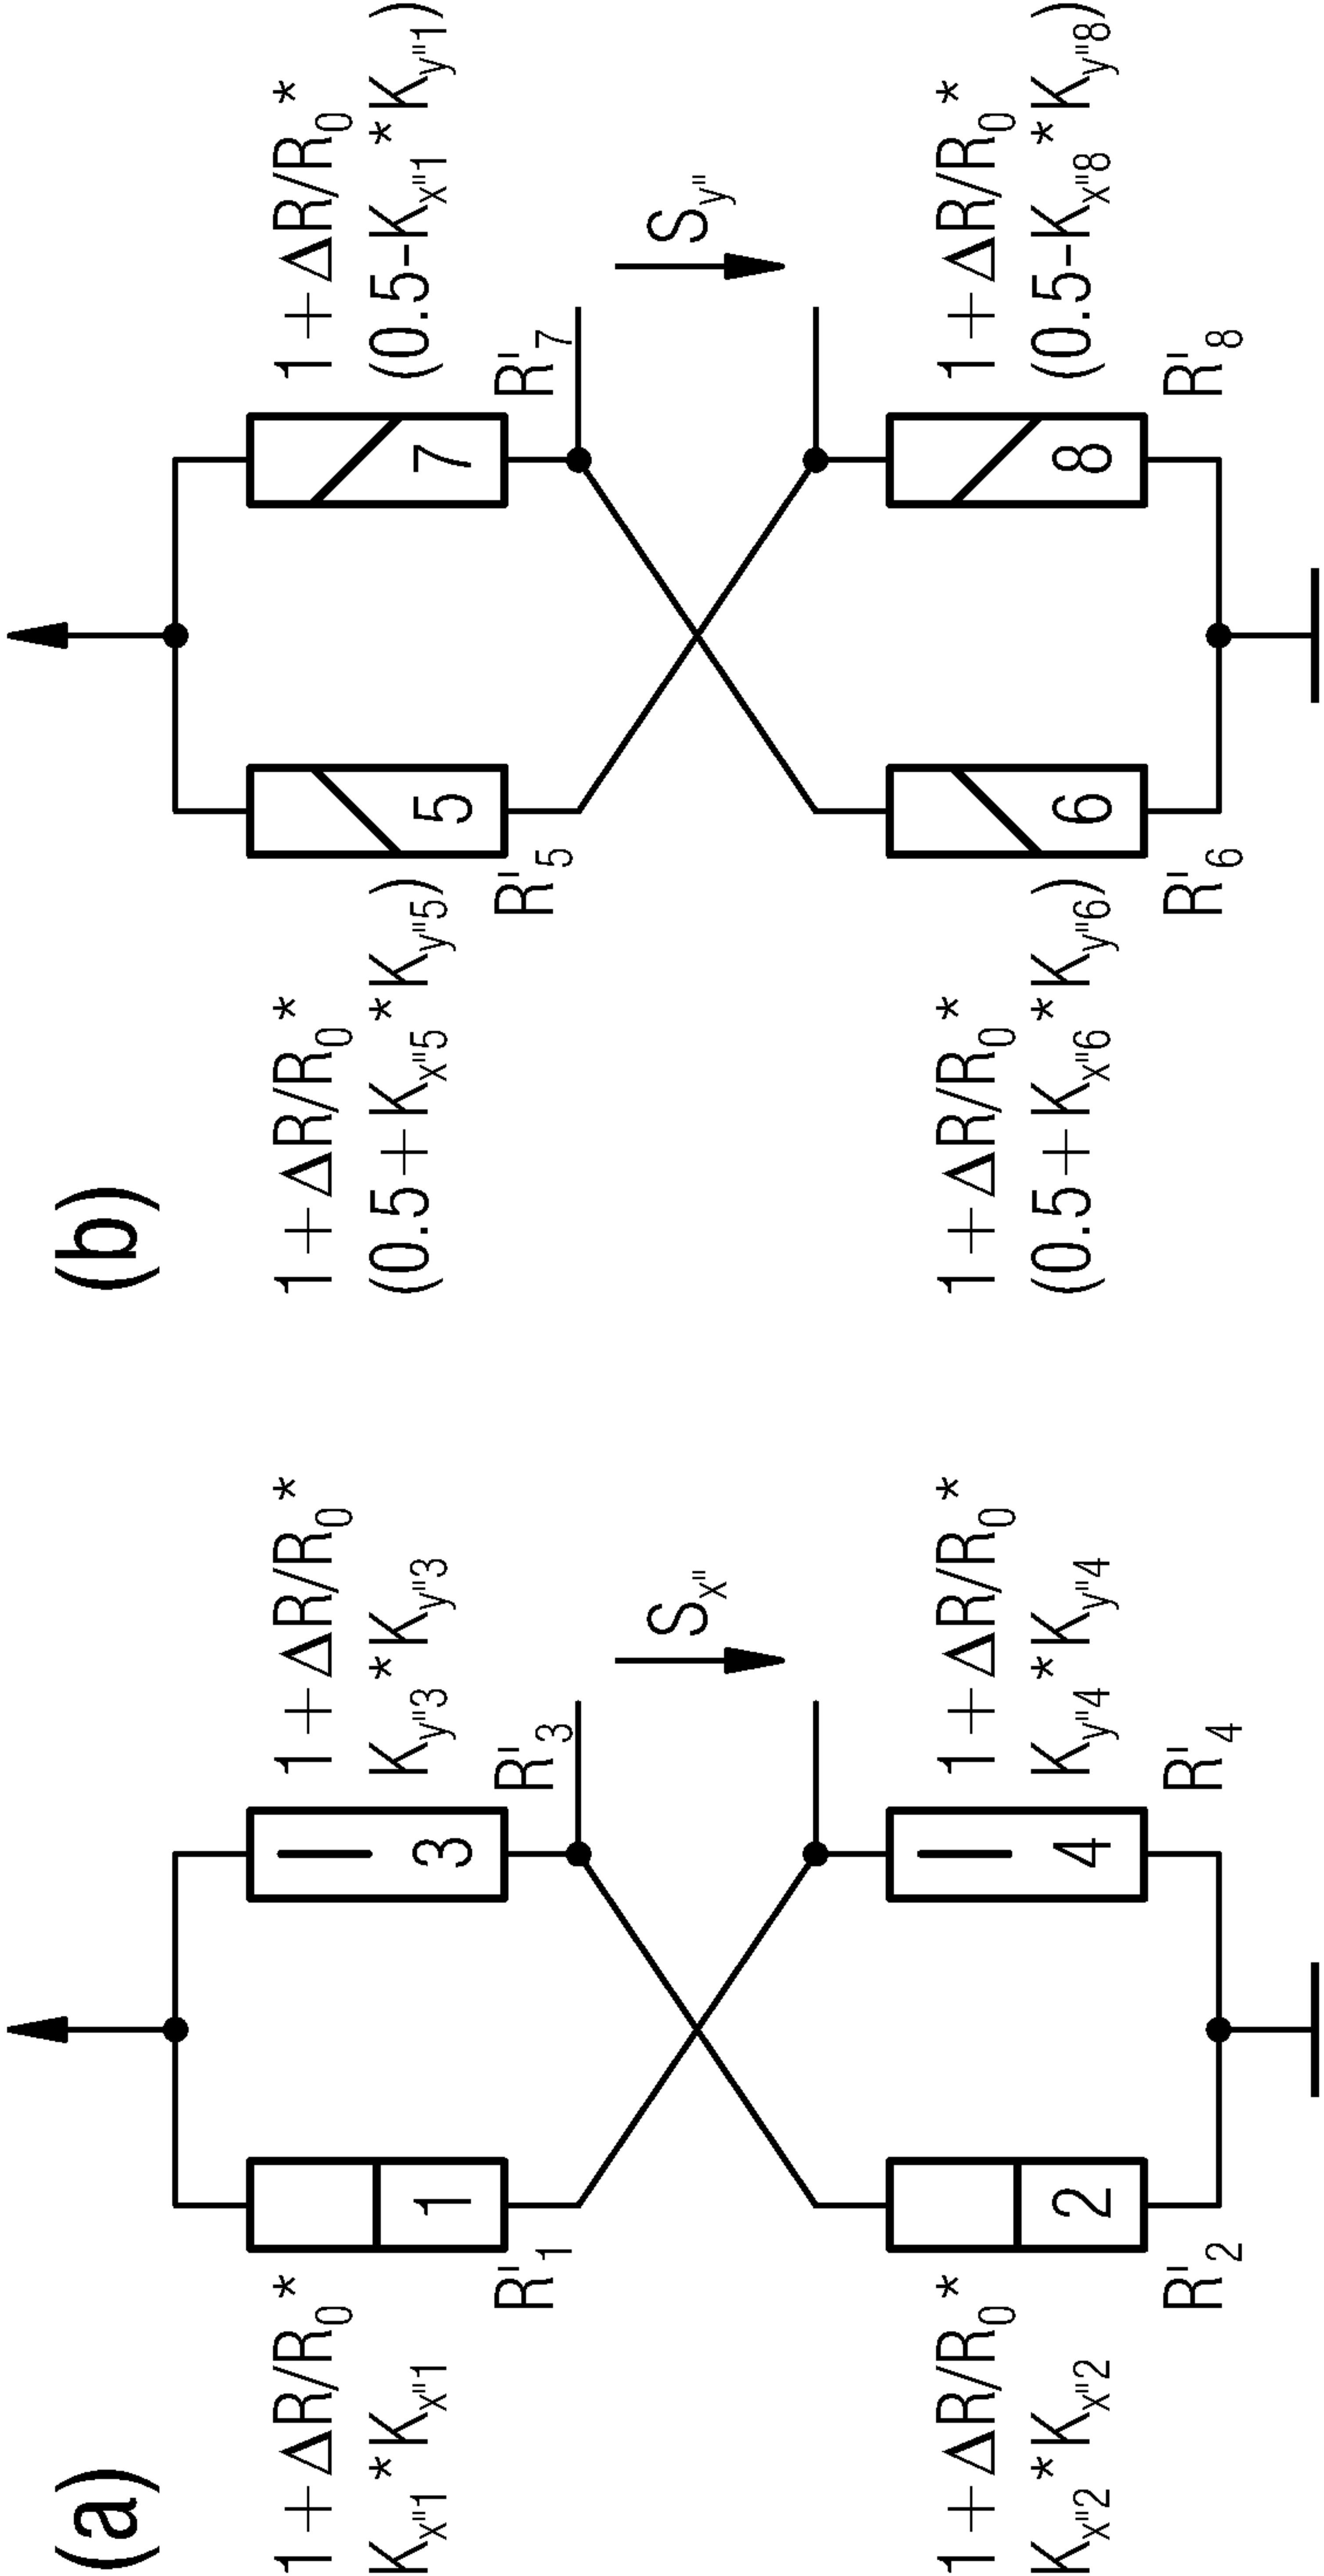 (a)
1+ΔR/R0*
Kx"1*Kx"1
R'1
1
1+ΔR/R0*
Ky"3*Ky"3
R'3
3
Sx"
1+ΔR/R0*
Kx"2*Kx"2
R'2
2
1+ΔR/R0*
Ky"4*Ky"4
R'4
4
(b)
1+ΔR/R0*
(0.5+Kx"5*Ky"5)
R'5
5
1+ΔR/R0*
(0.5-Kx"1*Ky"1)
R'7
7
Sy"
1+ΔR/R0*
(0.5+Kx"6*Ky"6)
R'6
6
1+ΔR/R0*
(0.5-Kx"8*Ky"8)
R'8
8